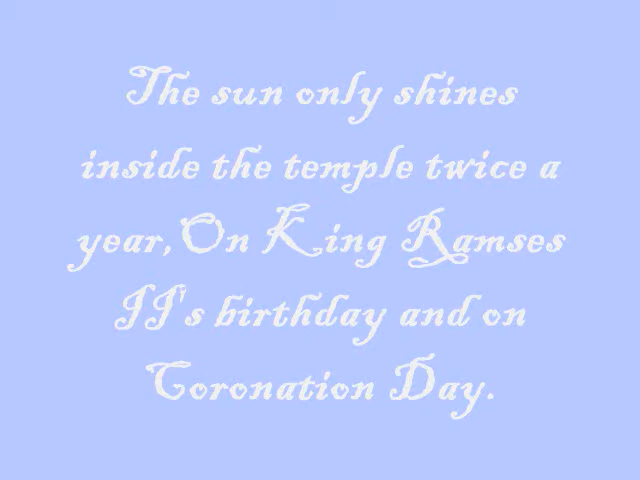 The sun only shines
inside the temple twice a
year,On King Ramses
II's birthday and on
Coronation Day.